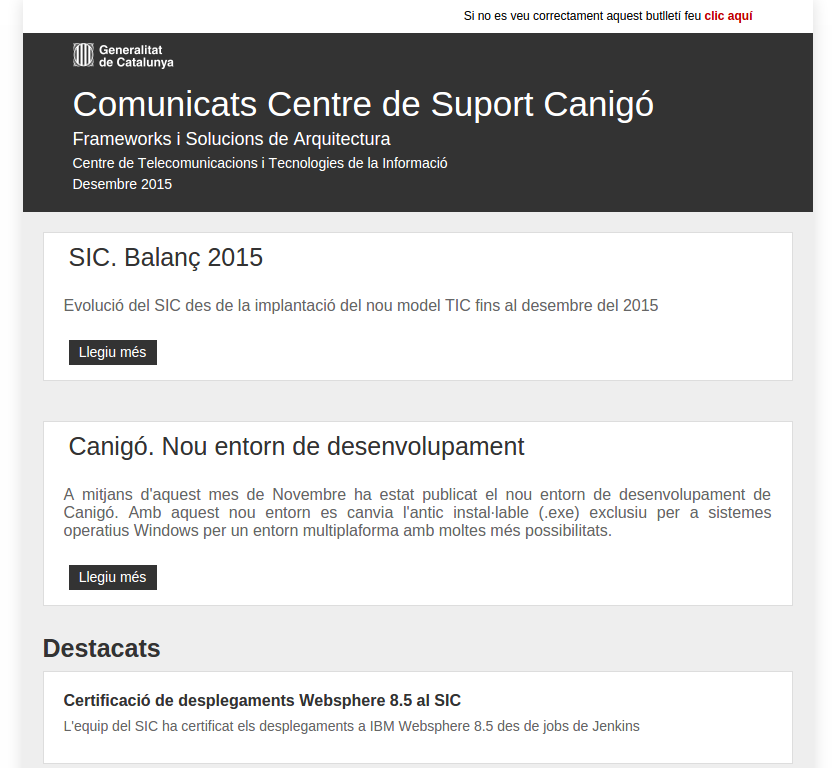 Si no es veu correctament aquest butlletí feu clic aquí
Generalitat
de Catalunya
Comunicats Centre de Suport Canigó
Frameworks i Solucions de Arquitectura
Centre de Telecomunicacions i Tecnologies de la Informació
Desembre 2015
SIC. Balanç 2015
Evolució del SIC des de la implantació del nou model TIC fins al desembre del 2015
Llegiu més
Canigó. Nou entorn de desenvolupament
A mitjans d'aquest mes de Novembre ha estat publicat el nou entorn de desenvolupament de
Canigó. Amb aquest nou entorn es canvia l'antic instal·lable (.exe) exclusiu per a sistemes
operatius Windows per un entorn multiplaforma amb moltes més possibilitats.
Llegiu més
Destacats
Certificació de desplegaments Websphere 8.5 al SIC
L'equip del SIC ha certificat els desplegaments a IBM Websphere 8.5 des de jobs de Jenkins